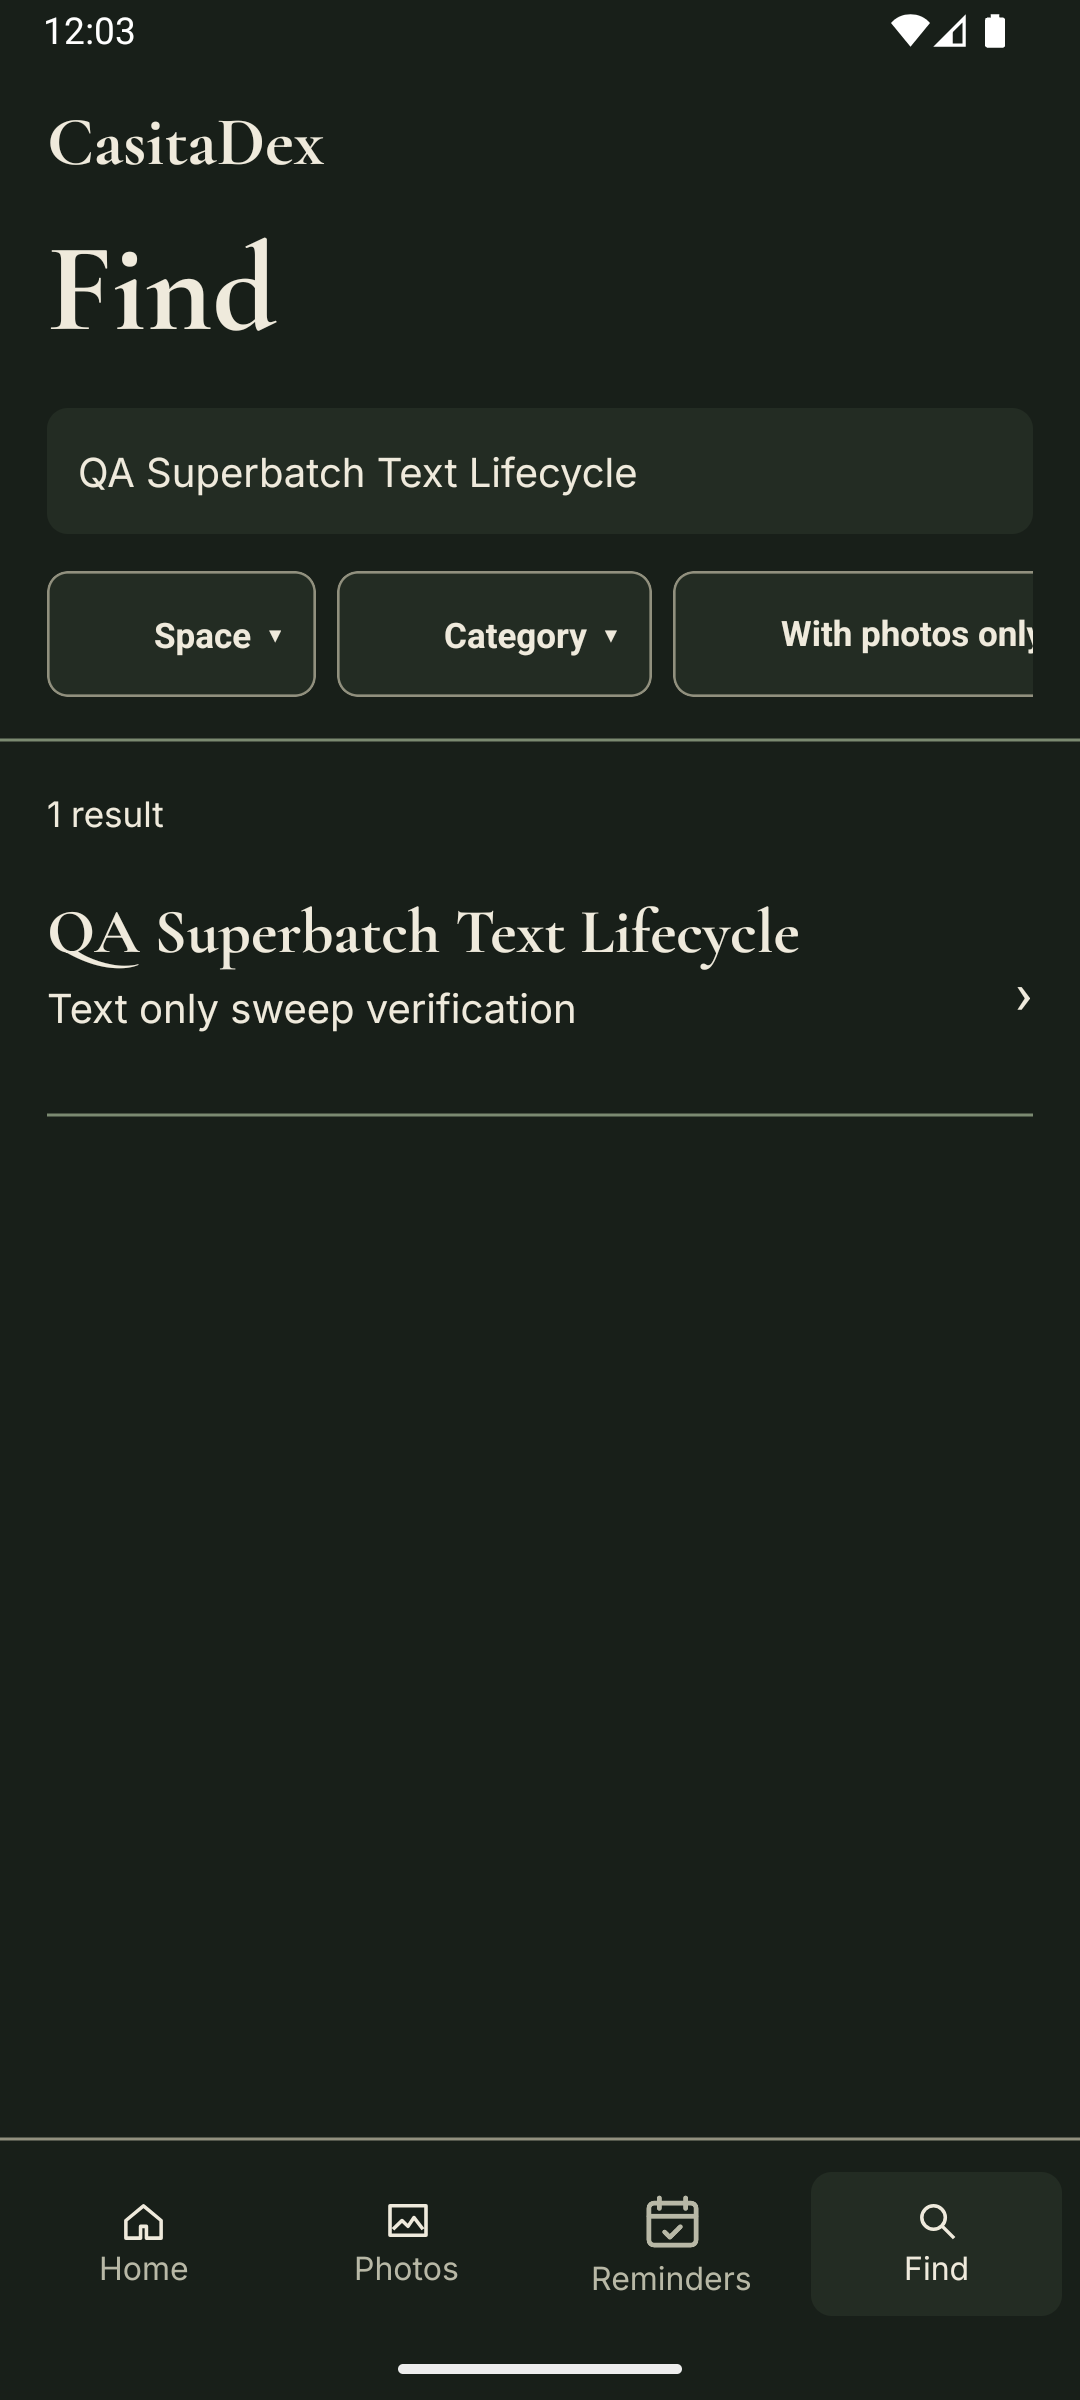 12:03
CasitaDex
Find
QA Superbatch Text Lifecycle
Space ▾
Category ▾
With photos only
1 result
QA Superbatch Text Lifecycle
Text only sweep verification
Home
Photos
Reminders
Find